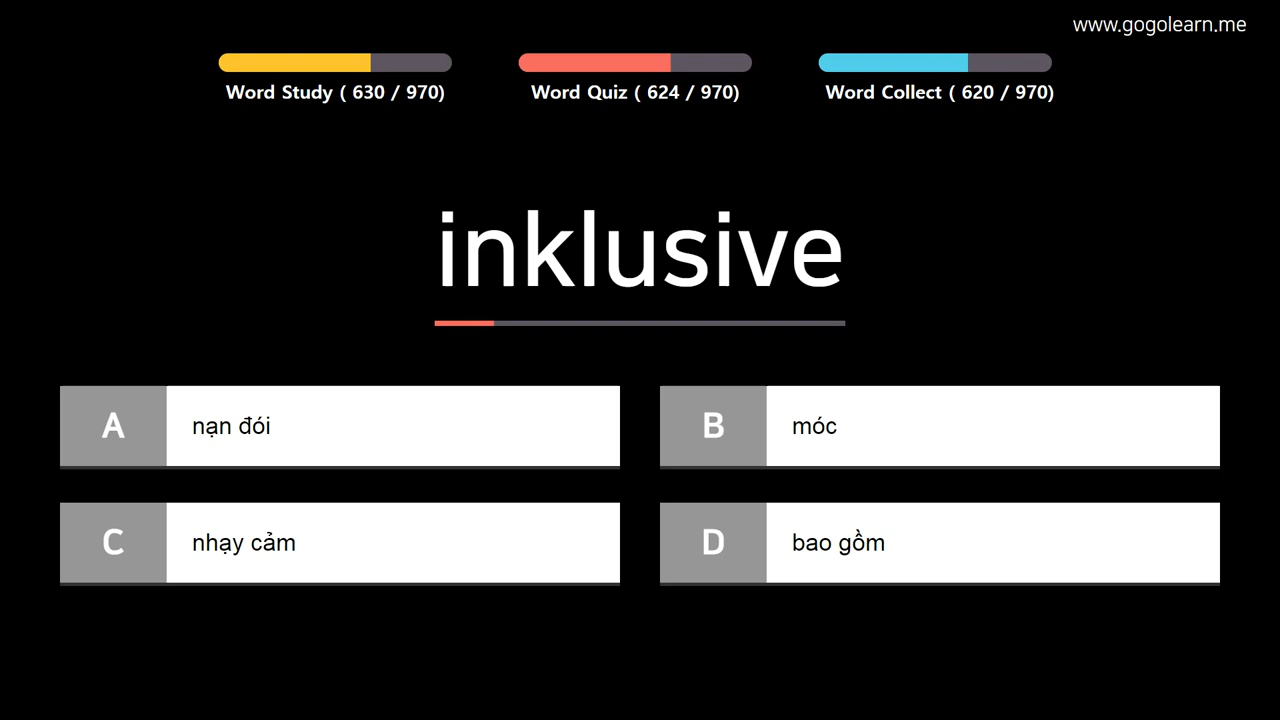 www.gogolearn.me
Word Study ( 630 / 970)
Word Quiz ( 624 / 970)
Word Collect ( 620 / 970)
inklusive
A nạn đói
B móc
C nhạy cảm
D bao gồm